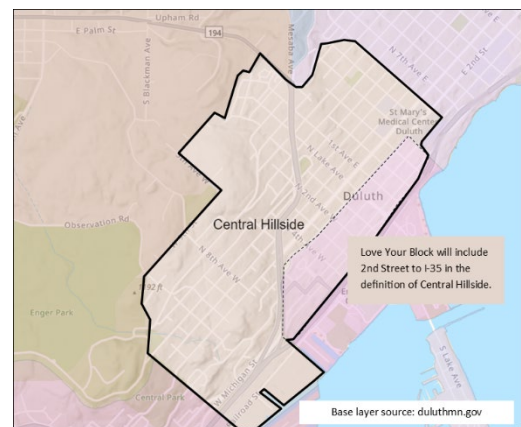 Upham Rd
E Palm St
194
Mesaba Ave
S Blackman Ave
N 7th Ave E
E 2nd St
St Mary's
Medical Center
Duluth
1st Ave E
N Lake Ave
N 2nd Ave W
Duluth
4th Ave W
Central Hillside
Observation Rd
N 8th Ave W
Love Your Block will include
2nd Street to I-35 in the
definition of Central Hillside.
Enger Park
S Lake Ave
W Michigan St
Central Park
Base layer source: duluthmn.gov